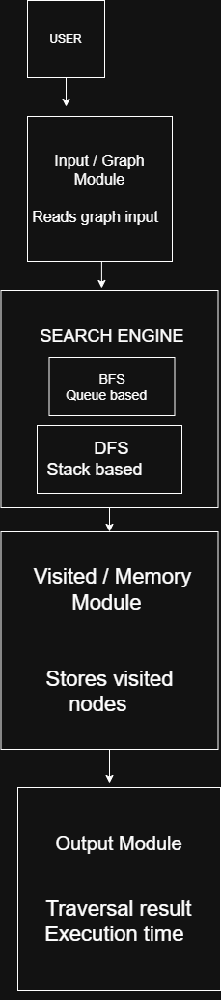 USER
Input / Graph
Module
Reads graph input
SEARCH ENGINE
BFS
Queue based
DFS
Stack based
Visited / Memory
Module
Stores visited
nodes
Output Module
Traversal result
Execution time